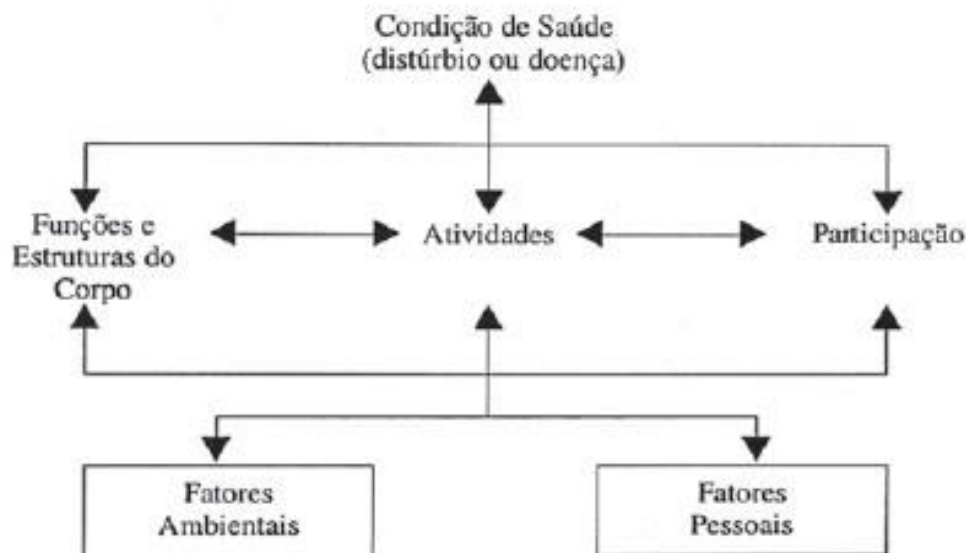 Condição de Saúde
(distúrbio ou doença)
Funções e
Estruturas do
Corpo
Atividades
Participação
Fatores
Ambientais
Fatores
Pessoais